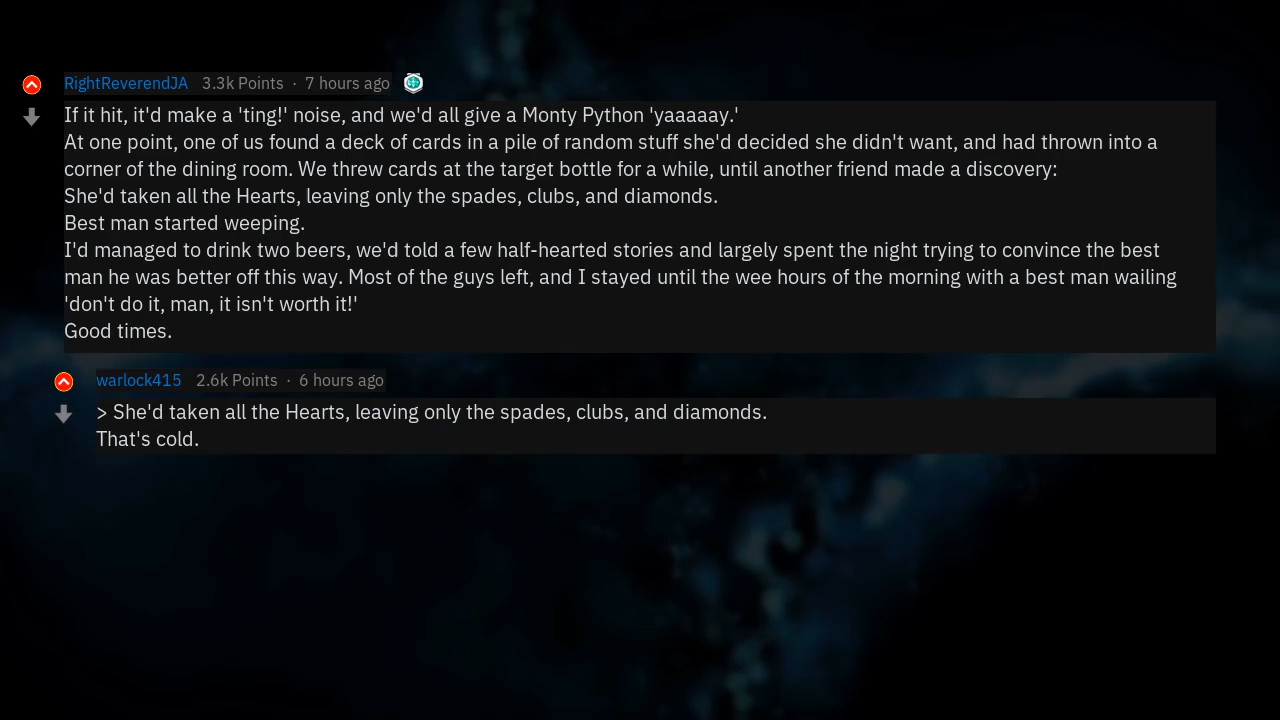 RightReverendJA 3.3k Points · 7 hours ago
If it hit, it'd make a 'ting!' noise, and we'd all give a Monty Python 'yaaaaay.'
At one point, one of us found a deck of cards in a pile of random stuff she'd decided she didn't want, and had thrown into a
corner of the dining room. We threw cards at the target bottle for a while, until another friend made a discovery:
She'd taken all the Hearts, leaving only the spades, clubs, and diamonds.
Best man started weeping.
I'd managed to drink two beers, we'd told a few half-hearted stories and largely spent the night trying to convince the best
man he was better off this way. Most of the guys left, and I stayed until the wee hours of the morning with a best man wailing
'don't do it, man, it isn't worth it!'
Good times.
warlock415 2.6k Points · 6 hours ago
> She'd taken all the Hearts, leaving only the spades, clubs, and diamonds.
That's cold.